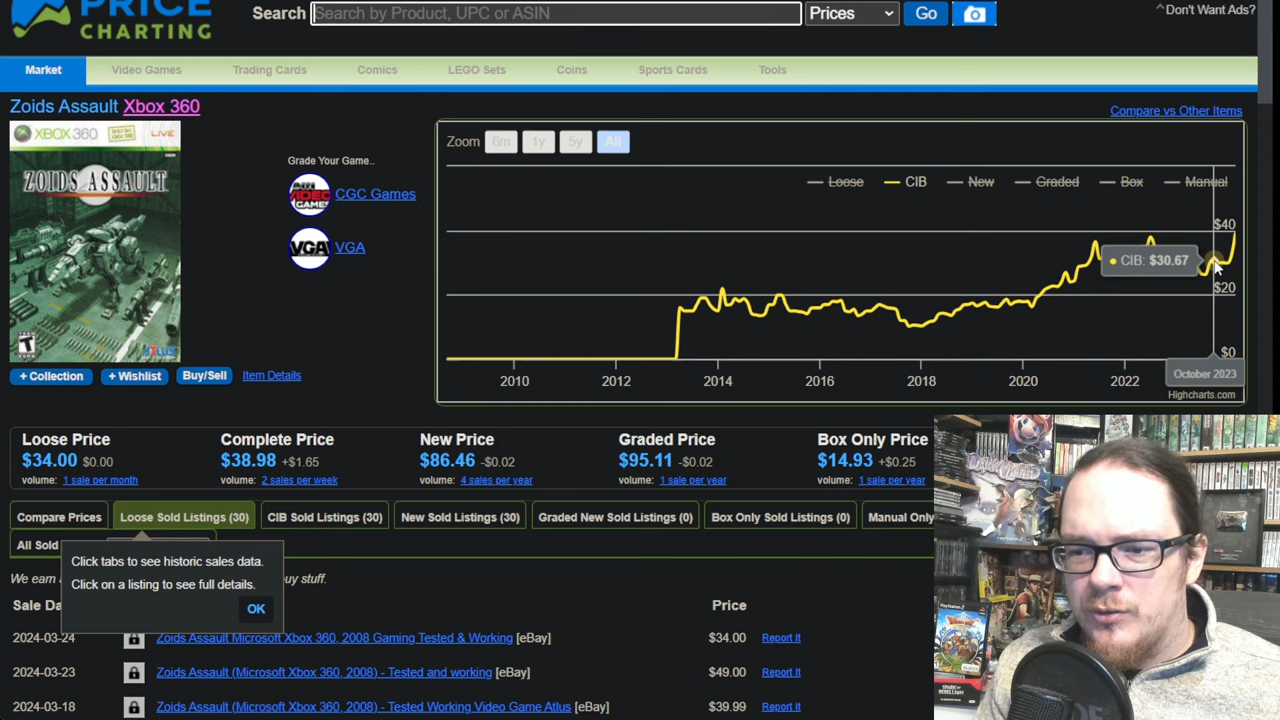 PRICE
CHARTING
Search
Search by Product, UPC or ASIN
Prices
Go
^Don't Want Ads?
Market
Video Games
Trading Cards
Comics
LEGO Sets
Coins
Sports Cards
Tools
Zoids Assault Xbox 360
Compare vs Other Items
XBOX 360
LIVE
ZOIDS ASSAULT
T
ATLUS
Grade Your Game..
VIDEO
GAMES
CGC Games
VGA
VGA
Zoom
6m
1y
5y
All
Loose
CIB
New
Graded
Box
Manual
$40
CIB: $30.67
$20
$0
2010
2012
2014
2016
2018
2020
2022
October 2023
Highcharts.com
+ Collection
+ Wishlist
Buy/Sell
Item Details
Loose Price
$34.00 $0.00
volume: 1 sale per month
Complete Price
$38.98 +$1.65
volume: 2 sales per week
New Price
$86.46 -$0.02
volume: 4 sales per year
Graded Price
$95.11 -$0.02
volume: 1 sale per year
Box Only Price
$14.93 +$0.25
volume: 1 sale per year
Compare Prices
Loose Sold Listings (30)
CIB Sold Listings (30)
New Sold Listings (30)
Graded New Sold Listings (0)
Box Only Sold Listings (0)
Manual Only
All Sold
Click tabs to see historic sales data.
Click on a listing to see full details.
OK
We earn
buy stuff.
Sale Da
Price
2024-03-24
Zoids Assault Microsoft Xbox 360, 2008 Gaming Tested & Working [eBay]
$34.00
Report It
2024-03-23
Zoids Assault (Microsoft Xbox 360, 2008) - Tested and working [eBay]
$49.00
Report It
2024-03-18
Zoids Assault (Microsoft Xbox 360, 2008) - Tested Working Video Game Atlus [eBay]
$39.99
Report It
PlayStation 2
DRAGON QUEST